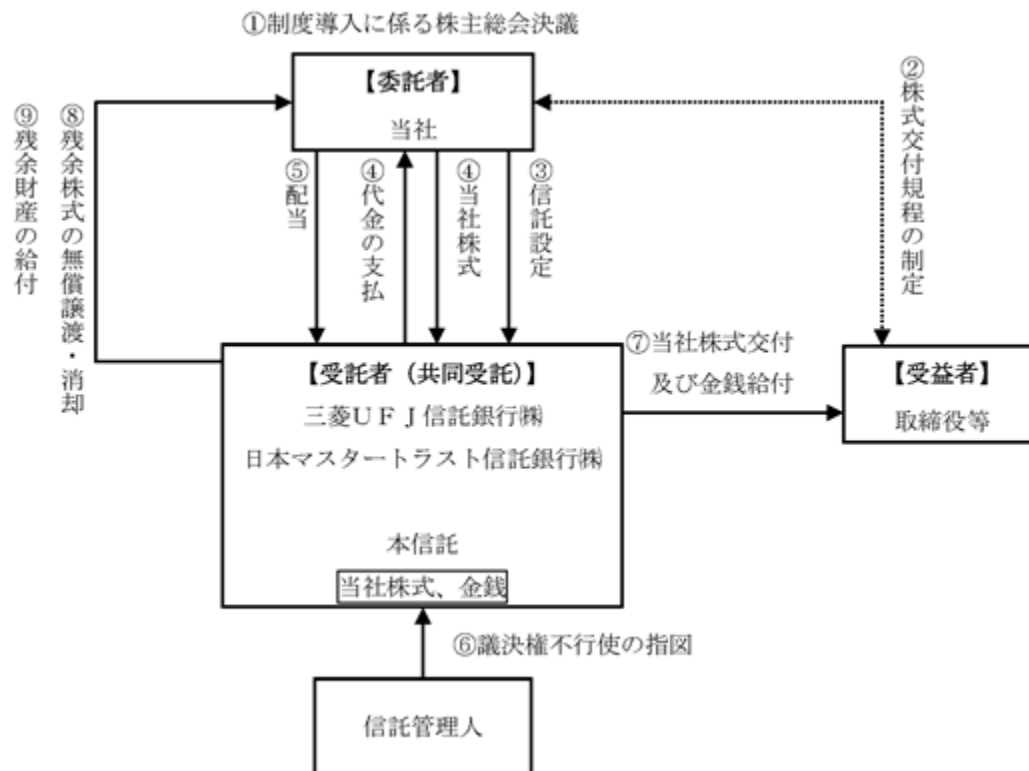 ①制度導入に係る株主総会決議
【委託者】
当社
②株式交付規程の制定
③信託設定
④当社株式
④代金の支払
⑤配当
⑧残余株式の無償譲渡・消却
⑨残余財産の給付
【受託者（共同受託）】
三菱ＵＦＪ信託銀行㈱
日本マスタートラスト信託銀行㈱
本信託
当社株式、金銭
⑦当社株式交付
及び金銭給付
【受益者】
取締役等
⑥議決権不行使の指図
信託管理人